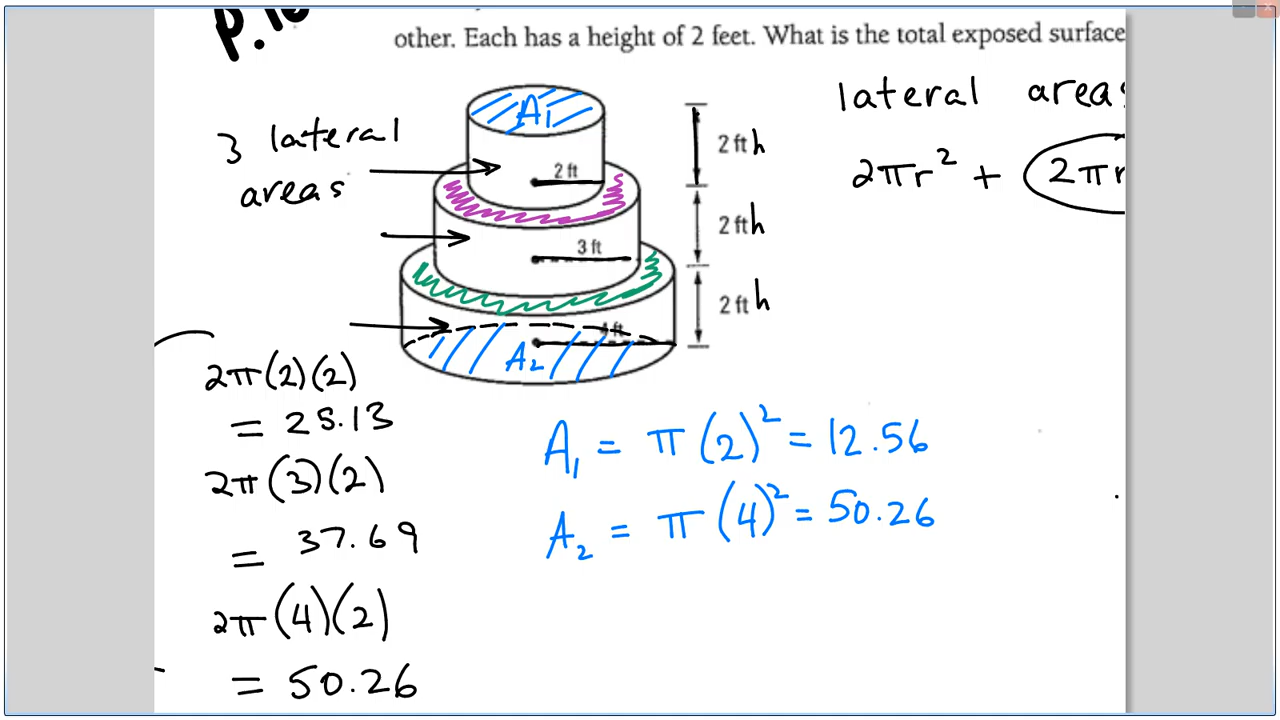 p.10
other. Each has a height of 2 feet. What is the total exposed surface
lateral areas
2πr² + 2πr
3 lateral
areas
A₁
2 ft
2 ft h
3 ft
2 ft h
4 ft
2 ft h
A₂
2π(2)(2)
= 25.13
2π(3)(2)
= 37.69
2π(4)(2)
= 50.26
A₁ = π(2)² = 12.56
A₂ = π(4)² = 50.26